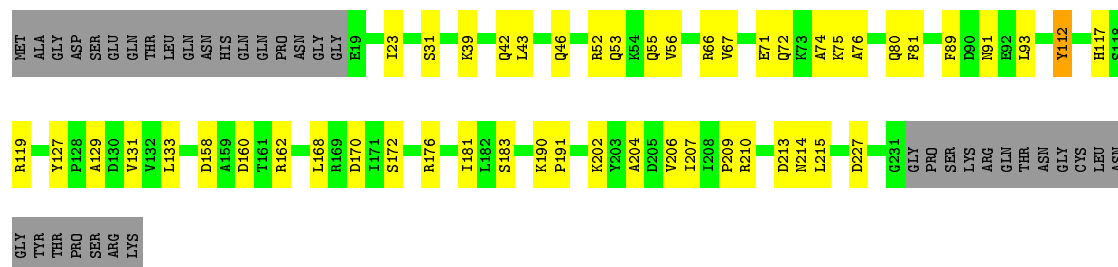 MET ALA GLY ASP SER GLU GLN THR LEU GLN ASN HIS GLN GLN PRO ASN GLY GLY E19 I23 S31 K39 Q42 L43 Q46 R52 Q53 K54 Q55 V56 R66 V67 E71 Q72 K73 A74 K75 A76 Q80 F81 F89 D90 N91 E92 L93 Y112 H117 S118
R119 Y127 P128 A129 D130 V131 V132 L133 D158 A159 D160 T161 R162 L168 R169 D170 I171 S172 R176 I181 L182 S183 K190 P191 K202 Y203 A204 D205 V206 I207 I208 P209 R210 D213 N214 L215 D227 G231 GLY PRO SER LYS ARG GLN THR ASN GLY CYS LEU ASN
GLY TYR THR PRO SER ARG LYS